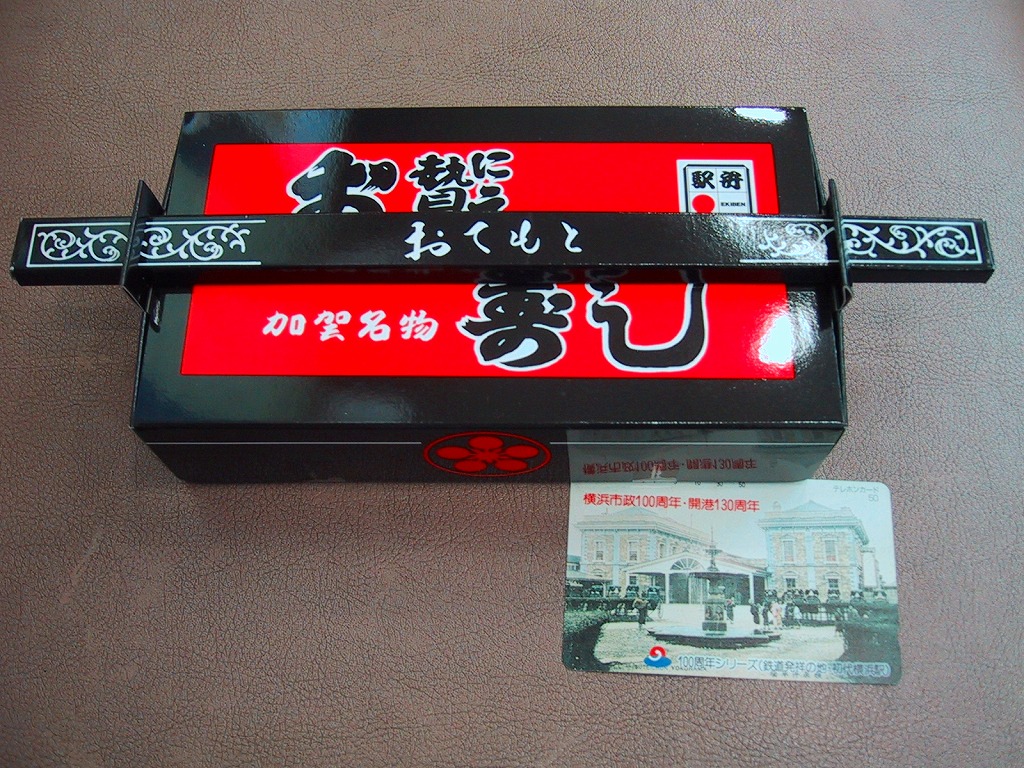 お贄
にう
駅弁
EKIBEN
おてもと
寿し
加賀名物
テレホンカード
50
横浜市政100周年・開港130周年
100周年シリーズ(鉄道発祥の地 初代横浜駅)